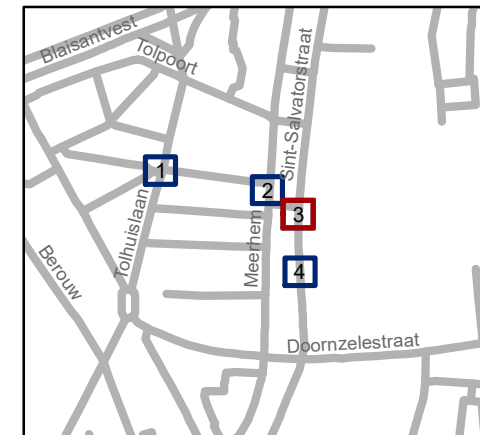 Blaisantvest
Tolpoort
Sint-Salvatorstraat
1
2
3
Tolhuislaan
Meerhem
Berouw
4
Doornzelestraat